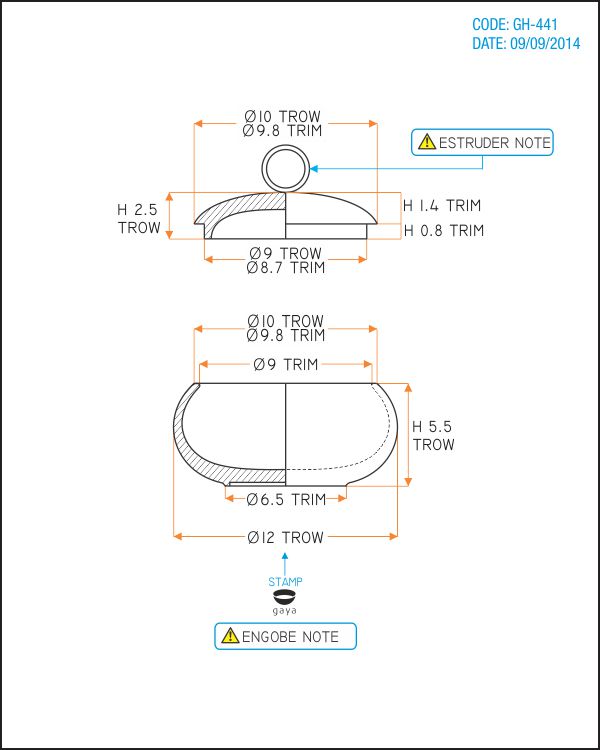 CODE: GH-441
DATE: 09/09/2014
Ø10 TROW
Ø9.8 TRIM
ESTRUDER NOTE
H 2.5
TROW
H 1.4 TRIM
H 0.8 TRIM
Ø9 TROW
Ø8.7 TRIM
Ø10 TROW
Ø9.8 TRIM
Ø9 TRIM
H 5.5
TROW
Ø6.5 TRIM
Ø12 TROW
STAMP
gaya
ENGOBE NOTE